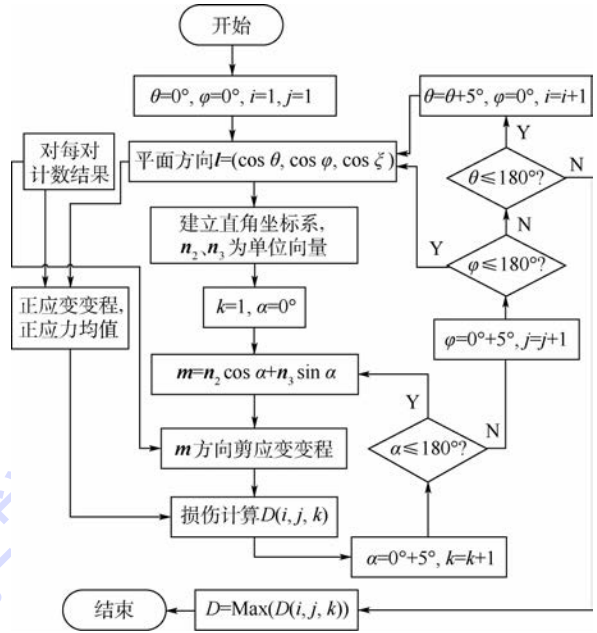 开始
θ=0°, φ=0°, i=1, j=1
θ=θ+5°, φ=0°, i=i+1
对每对
计数结果
平面方向l=(cos θ, cos φ, cos ξ)
Y
N
θ≤180°?
建立直角坐标系,
n₂、n₃为单位向量
Y
N
φ≤180°?
正应变变程,
正应力均值
k=1, α=0°
φ=0°+5°, j=j+1
m=n₂ cos α+n₃ sin α
Y
N
α≤180°?
m方向剪应变变程
损伤计算D(i, j, k)
α=0°+5°, k=k+1
结束
D=Max(D(i, j, k))